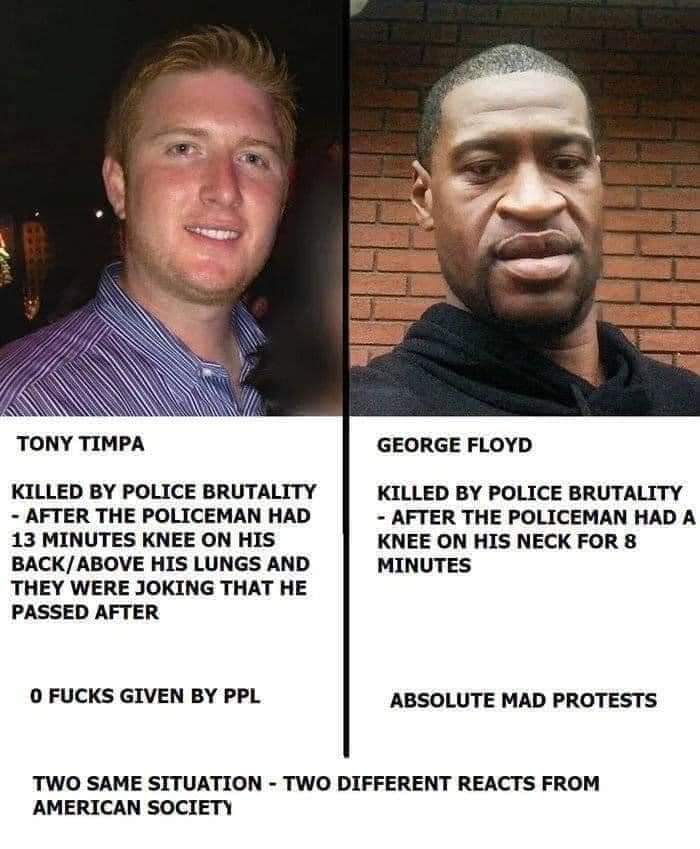 TONY TIMPA
KILLED BY POLICE BRUTALITY
- AFTER THE POLICEMAN HAD
13 MINUTES KNEE ON HIS
BACK/ABOVE HIS LUNGS AND
THEY WERE JOKING THAT HE
PASSED AFTER
0 FUCKS GIVEN BY PPL
GEORGE FLOYD
KILLED BY POLICE BRUTALITY
- AFTER THE POLICEMAN HAD A
KNEE ON HIS NECK FOR 8
MINUTES
ABSOLUTE MAD PROTESTS
TWO SAME SITUATION - TWO DIFFERENT REACTS FROM
AMERICAN SOCIETY